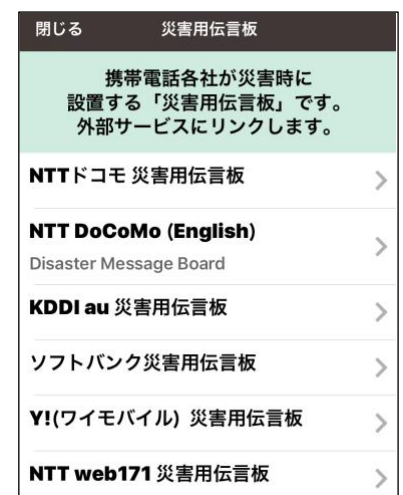 閉じる 災害用伝言板
携帯電話各社が災害時に
設置する「災害用伝言板」です。
外部サービスにリンクします。
NTTドコモ 災害用伝言板
NTT DoCoMo (English)
Disaster Message Board
KDDI au 災害用伝言板
ソフトバンク災害用伝言板
Y!(ワイモバイル) 災害用伝言板
NTT web171 災害用伝言板